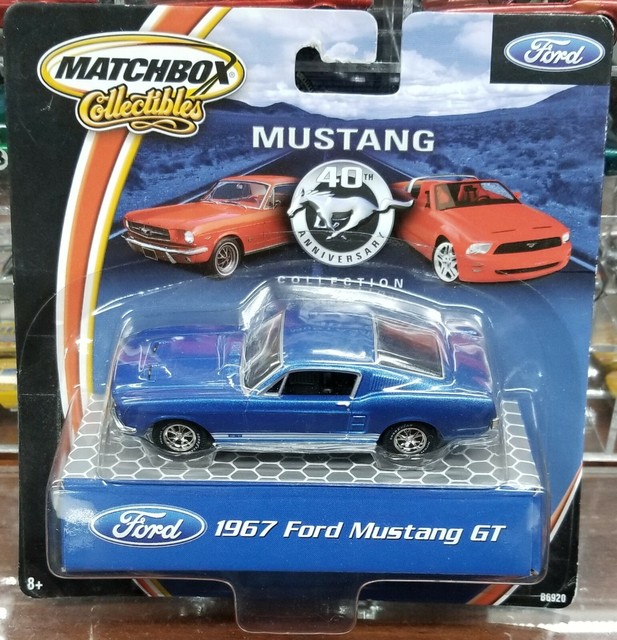 MATCHBOX
Collectibles
Ford
MUSTANG
40TH
ANNIVERSARY
COLLECTION
Ford
1967 Ford Mustang GT
8+
B6920